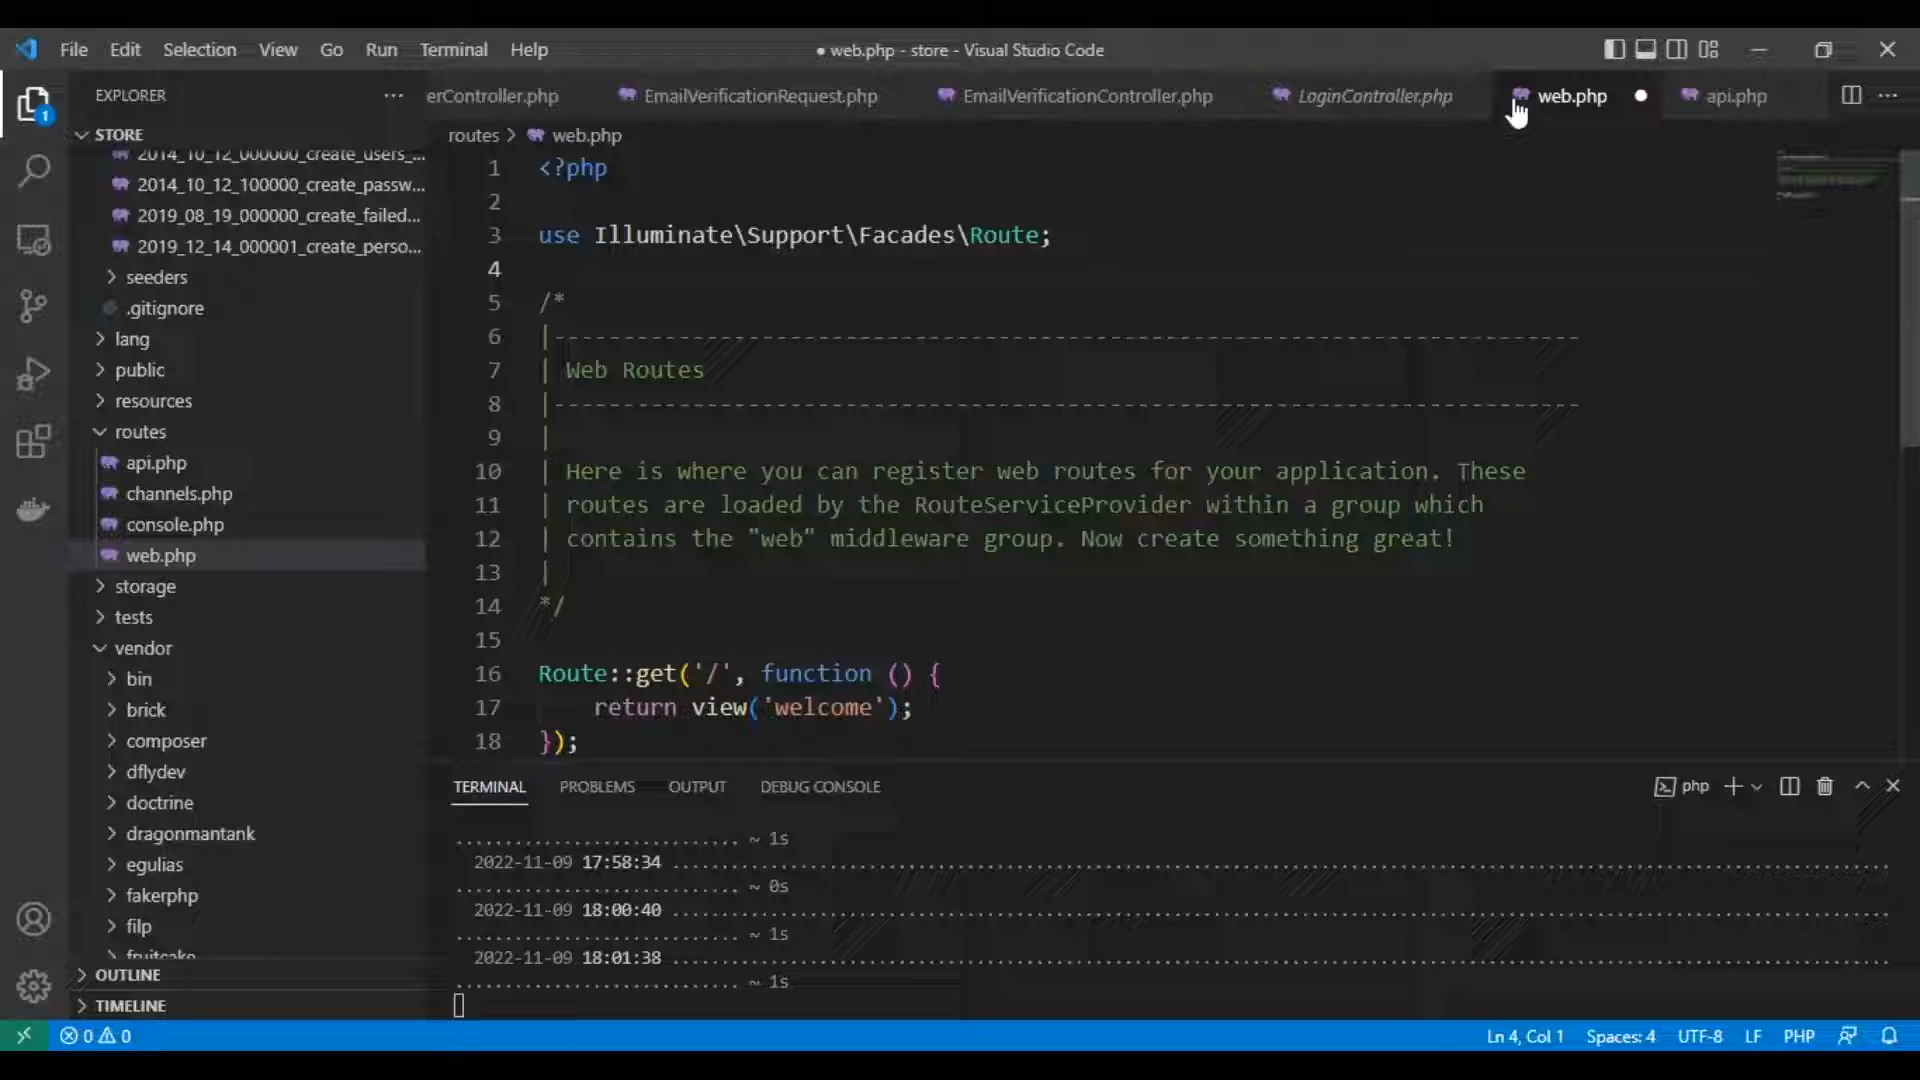 File Edit Selection View Go Run Terminal Help
● web.php - store - Visual Studio Code
EXPLORER
erController.php EmailVerificationRequest.php EmailVerificationController.php LoginController.php web.php api.php
STORE
routes > web.php
2014_10_12_000000_create_users_...
2014_10_12_100000_create_passw...
2019_08_19_000000_create_failed...
2019_12_14_000001_create_perso...
seeders
.gitignore
lang
public
resources
routes
api.php
channels.php
console.php
web.php
storage
tests
vendor
bin
brick
composer
dflydev
doctrine
dragonmantank
egulias
fakerphp
filp
fruitcake
OUTLINE
TIMELINE
1 <?php
2
3 use Illuminate\Support\Facades\Route;
4
5 /*
6 |--------------------------------------------------------------------------
7 | Web Routes
8 |--------------------------------------------------------------------------
9 |
10 | Here is where you can register web routes for your application. These
11 | routes are loaded by the RouteServiceProvider within a group which
12 | contains the "web" middleware group. Now create something great!
13 |
14 */
15
16 Route::get('/', function () {
17     return view('welcome');
18 });
TERMINAL PROBLEMS OUTPUT DEBUG CONSOLE
php
.............................. ~ 1s
2022-11-09 17:58:34 ..............................
.............................. ~ 0s
2022-11-09 18:00:40 ..............................
.............................. ~ 1s
2022-11-09 18:01:38 ..............................
.............................. ~ 1s
0 0 Ln 4, Col 1 Spaces: 4 UTF-8 LF PHP
1